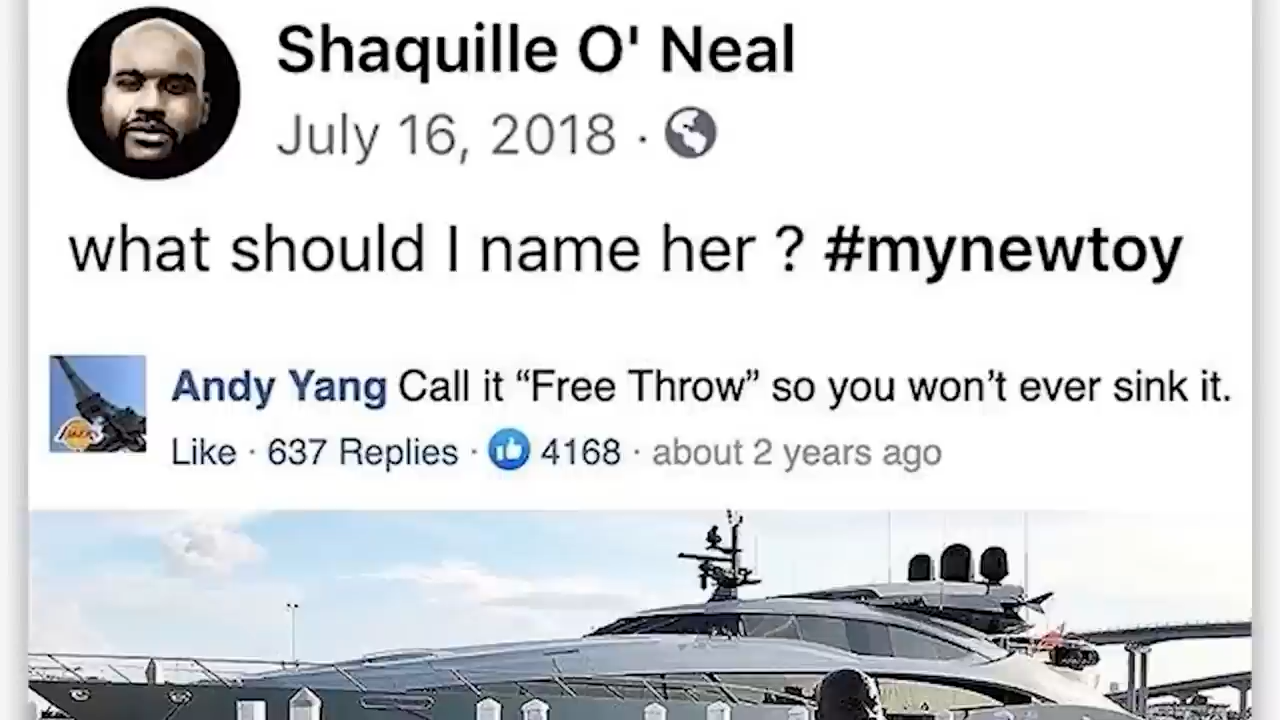 Shaquille O' Neal
July 16, 2018 ·
what should I name her ? #mynewtoy
Andy Yang Call it “Free Throw” so you won’t ever sink it.
Like · 637 Replies · 4168 · about 2 years ago